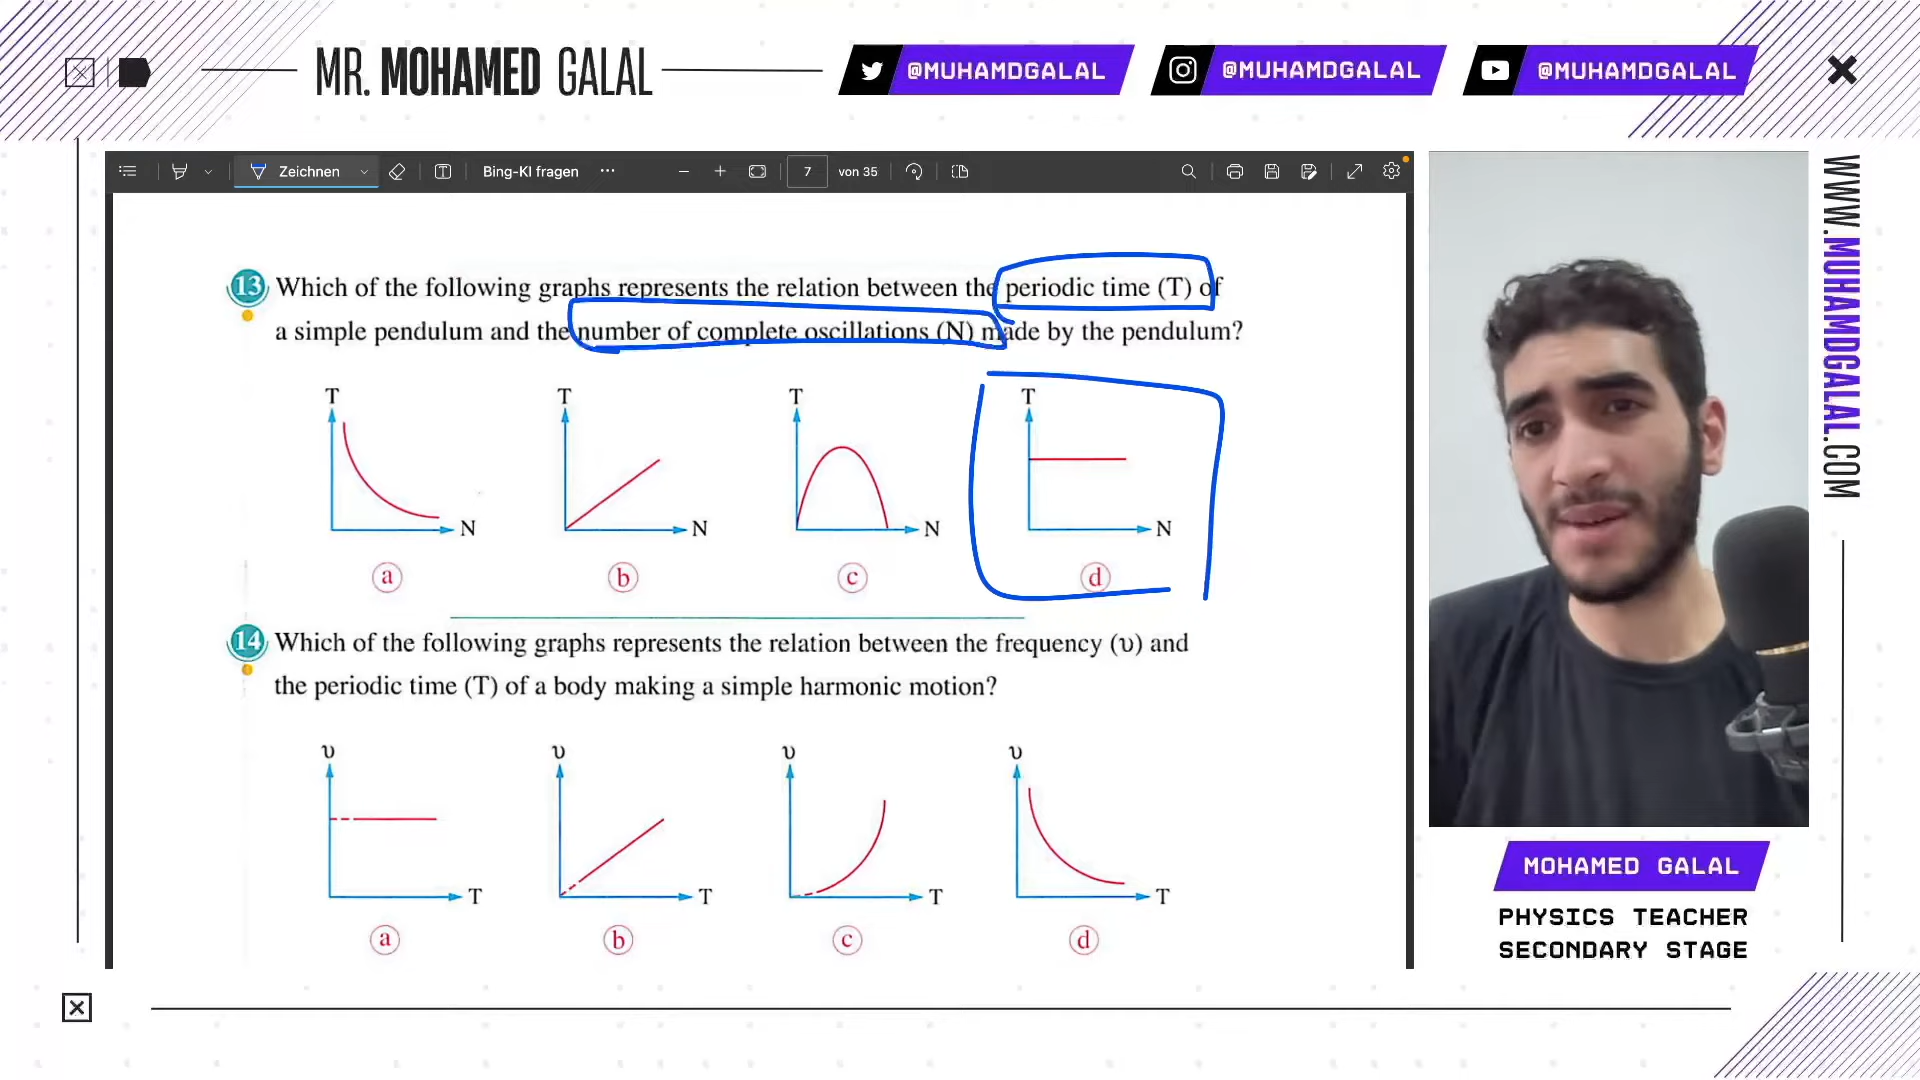 MR. MOHAMED GALAL
@MUHAMDGALAL
@MUHAMDGALAL
@MUHAMDGALAL
Zeichnen
Bing-KI fragen
7 von 35
13 Which of the following graphs represents the relation between the periodic time (T) of
a simple pendulum and the number of complete oscillations (N) made by the pendulum?
T T T T
N N N N
a b c d
14 Which of the following graphs represents the relation between the frequency (υ) and
the periodic time (T) of a body making a simple harmonic motion?
υ υ υ υ
T T T T
a b c d
WWW.MUHAMDGALAL.COM
MOHAMED GALAL
PHYSICS TEACHER
SECONDARY STAGE